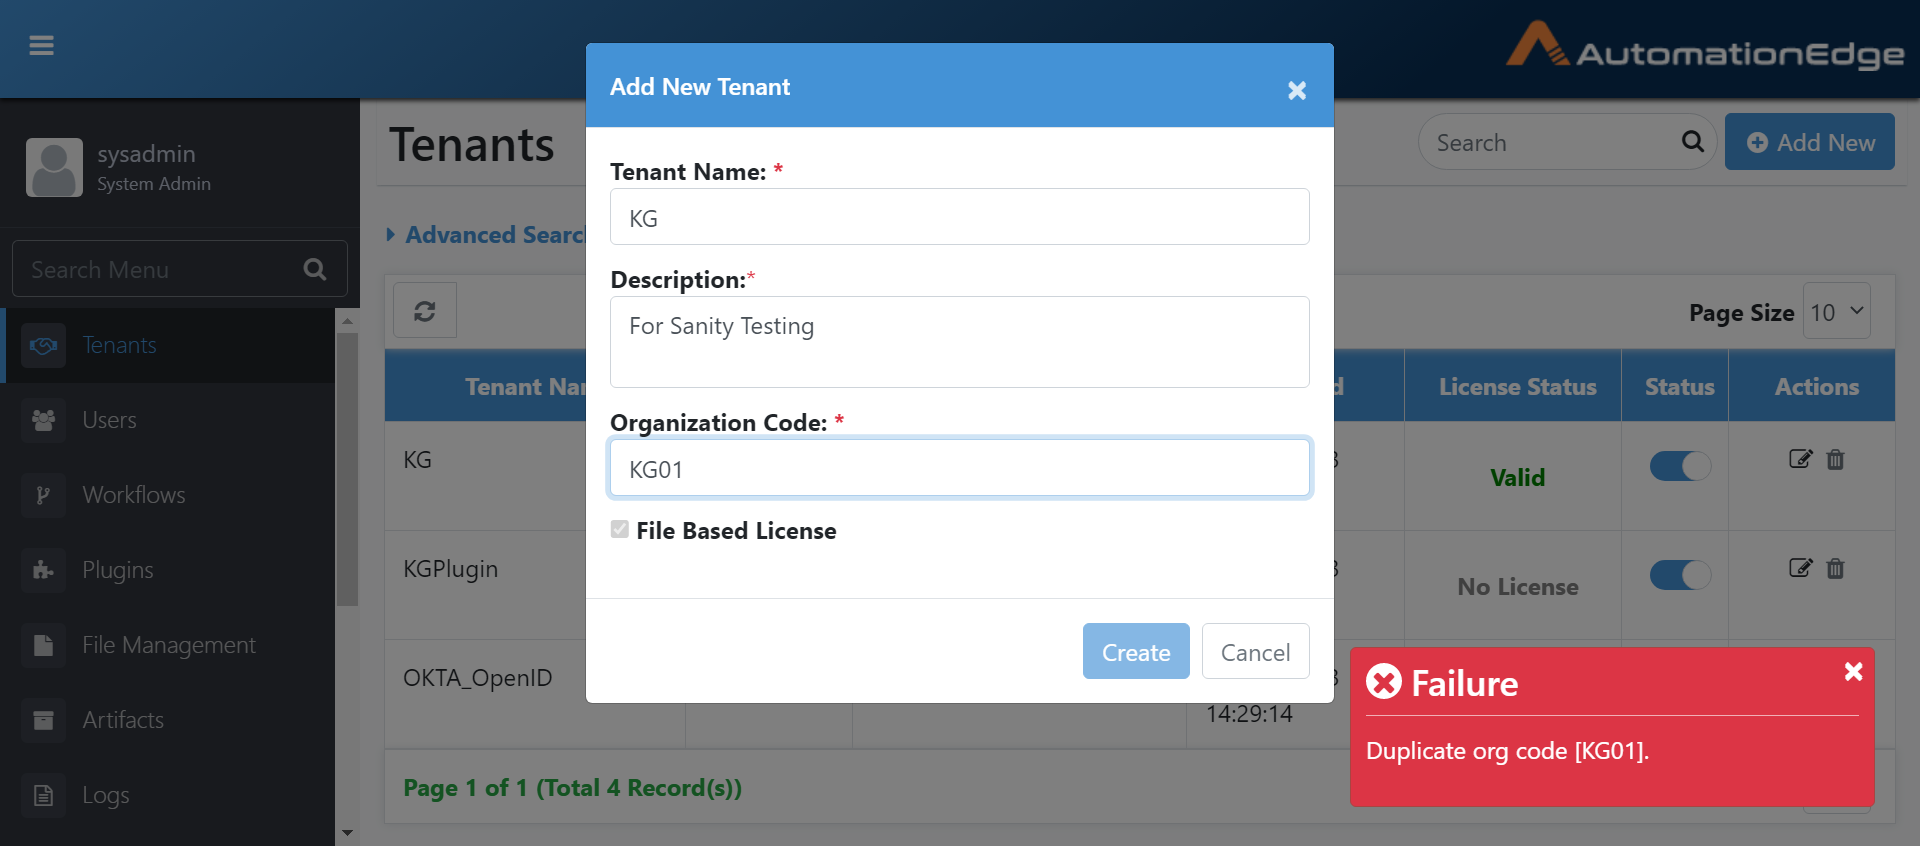 AutomationEdge
sysadmin
System Admin
Search Menu
Tenants
Users
Workflows
Plugins
File Management
Artifacts
Logs
Tenants
Search
Add New
Advanced Searc
Page Size 10
Tenant Na
License Status
Status
Actions
KG
Valid
KGPlugin
No License
OKTA_OpenID
14:29:14
Page 1 of 1 (Total 4 Record(s))
Add New Tenant
Tenant Name: *
KG
Description:*
For Sanity Testing
Organization Code: *
KG01
File Based License
Create
Cancel
Failure
Duplicate org code [KG01].